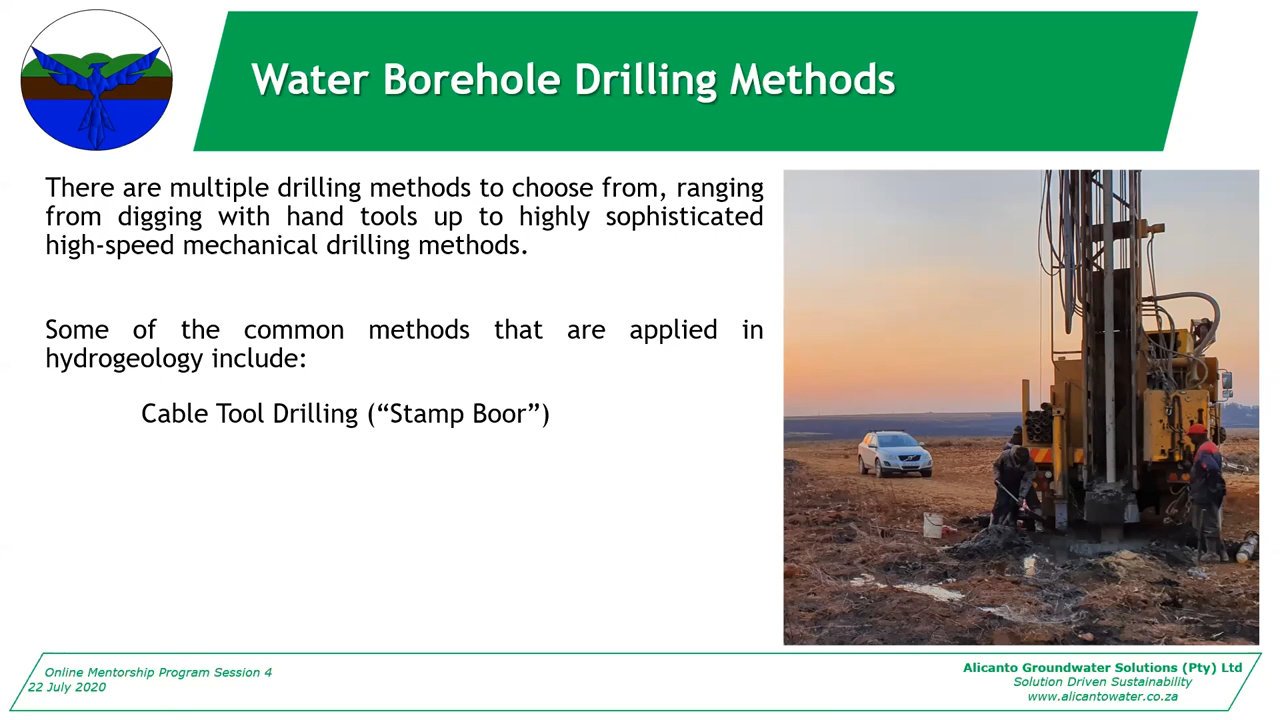 Water Borehole Drilling Methods
There are multiple drilling methods to choose from, ranging
from digging with hand tools up to highly sophisticated
high-speed mechanical drilling methods.
Some of the common methods that are applied in
hydrogeology include:
Cable Tool Drilling (“Stamp Boor”)
Online Mentorship Program Session 4
22 July 2020
Alicanto Groundwater Solutions (Pty) Ltd
Solution Driven Sustainability
www.alicantowater.co.za